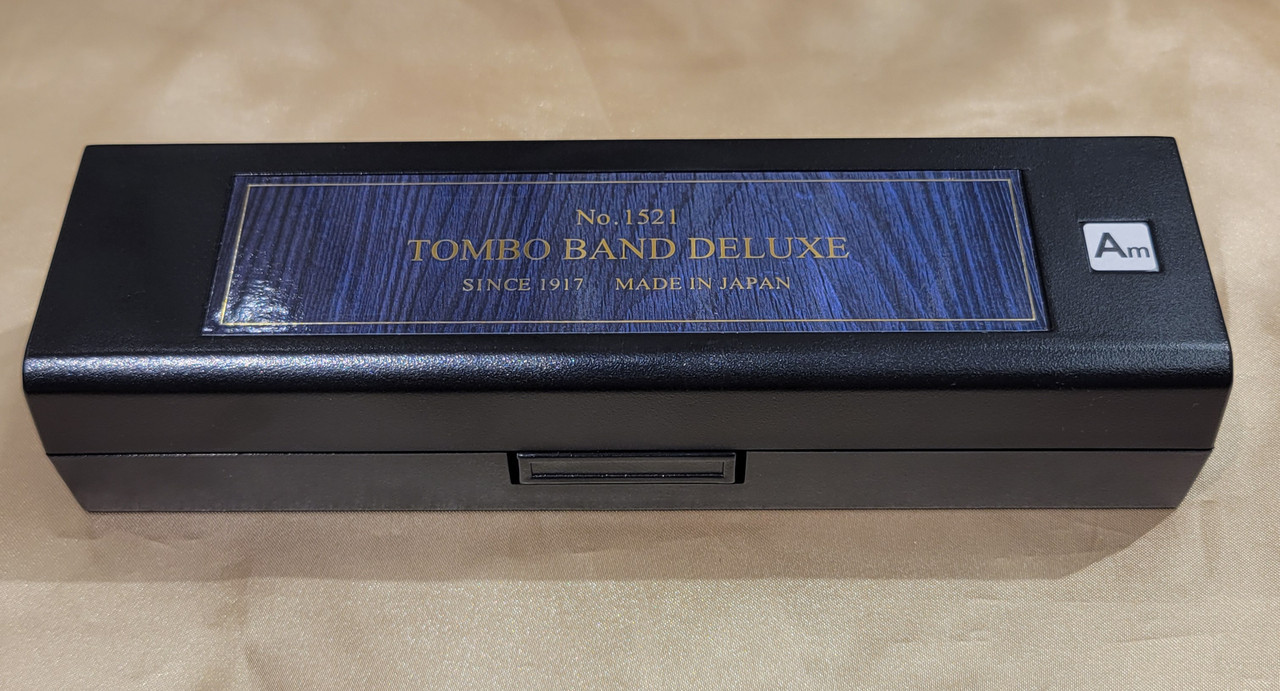 No.1521
TOMBO BAND DELUXE
SINCE 1917 MADE IN JAPAN
Am